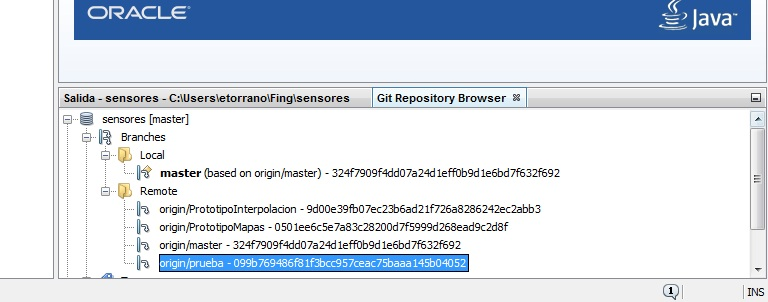 ORACLE
Java
Salida - sensores - C:\Users\etorrano\Fing\sensores
Git Repository Browser
sensores [master]
Branches
Local
master (based on origin/master) - 324f7909f4dd07a24d1eff0b9d1e6bd7f632f692
Remote
origin/PrototipoInterpolacion - 9d00e39fb07ec23b6ad21f726a8286242ec2abb3
origin/PrototipoMapas - 0501ee6c5e7a83c28200d7f5999d268ead9c2d8f
origin/master - 324f7909f4dd07a24d1eff0b9d1e6bd7f632f692
origin/prueba - 099b769486f81f3bcc957ceac75baaa145b04052
1
INS